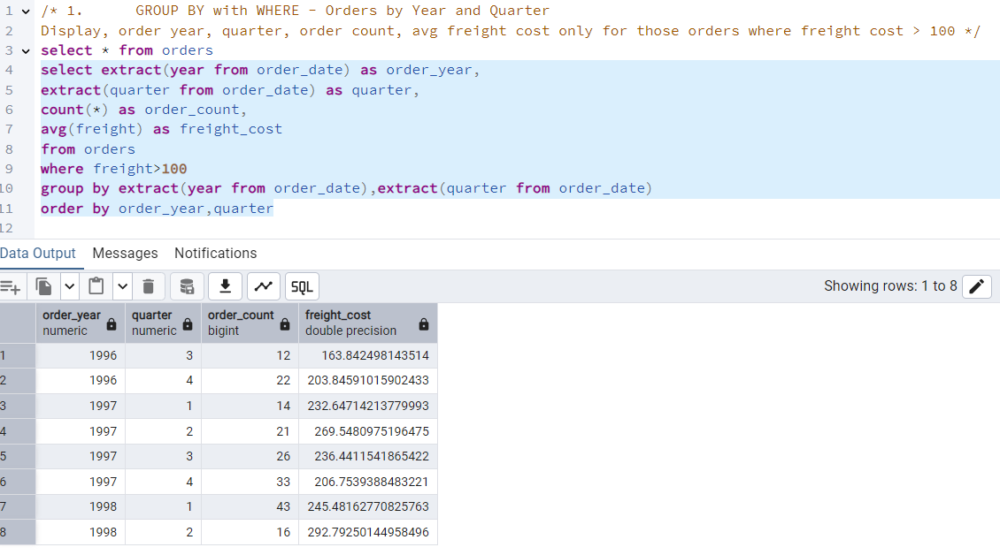 1 /* 1. GROUP BY with WHERE - Orders by Year and Quarter
2 Display, order year, quarter, order count, avg freight cost only for those orders where freight cost > 100 */
3 select * from orders
4 select extract(year from order_date) as order_year,
5 extract(quarter from order_date) as quarter,
6 count(*) as order_count,
7 avg(freight) as freight_cost
8 from orders
9 where freight>100
10 group by extract(year from order_date),extract(quarter from order_date)
11 order by order_year,quarter
12
Data Output Messages Notifications
SQL Showing rows: 1 to 8
order_year quarter order_count freight_cost
numeric numeric bigint double precision
1 1996 3 12 163.842498143514
2 1996 4 22 203.84591015902433
3 1997 1 14 232.64714213779993
4 1997 2 21 269.5480975196475
5 1997 3 26 236.4411541865422
6 1997 4 33 206.7539388483221
7 1998 1 43 245.48162770825763
8 1998 2 16 292.79250144958496